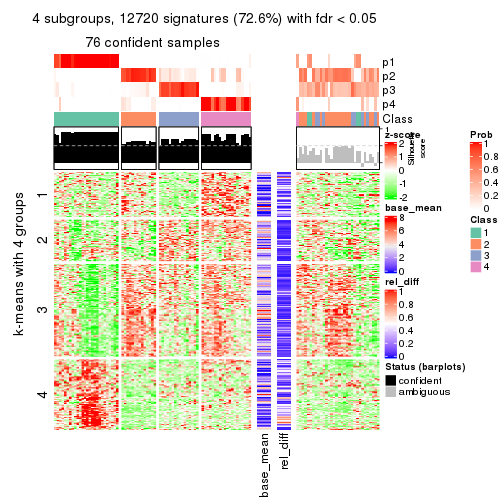 4 subgroups, 12720 signatures (72.6%) with fdr < 0.05
76 confident samples
p1
p2
p3
p4
Class
1
Silhouette
score
k-means with 4 groups
1
2
3
4
base_mean
rel_diff
z-score
2
1
0
-1
-2
base_mean
8
6
4
2
0
rel_diff
1
0.8
0.6
0.4
0.2
0
Status (barplots)
confident
ambiguous
Prob
1
0.8
0.6
0.4
0.2
0
Class
1
2
3
4